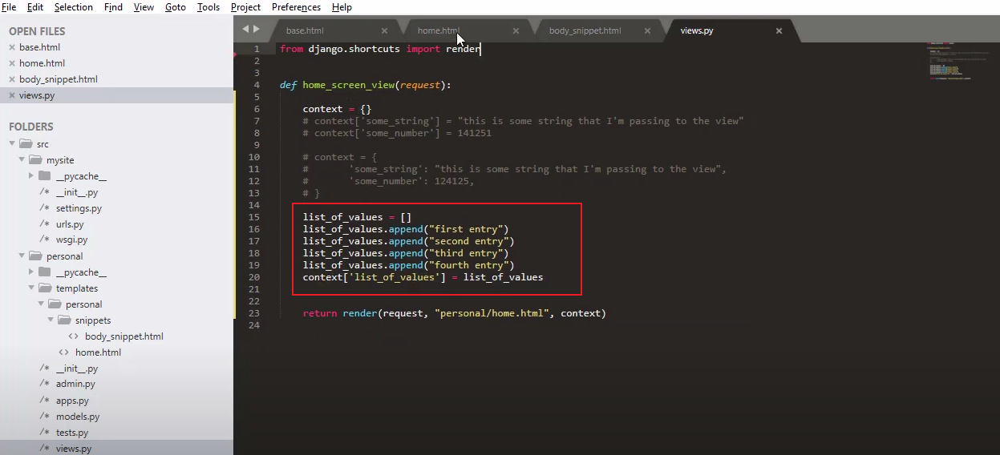 File Edit Selection Find View Goto Tools Project Preferences Help
OPEN FILES
base.html
home.html
body_snippet.html
views.py
FOLDERS
src
mysite
__pycache__
/* __init__.py
/* settings.py
/* urls.py
/* wsgi.py
personal
__pycache__
templates
personal
snippets
<> body_snippet.html
<> home.html
/* __init__.py
/* admin.py
/* apps.py
/* models.py
/* tests.py
/* views.py
base.html home.html body_snippet.html views.py
1 from django.shortcuts import render
2
3
4 def home_screen_view(request):
5
6 context = {}
7 # context['some_string'] = "this is some string that I'm passing to the view"
8 # context['some_number'] = 141251
9
10 # context = {
11 # 'some_string': "this is some string that I'm passing to the view",
12 # 'some_number': 124125,
13 # }
14
15 list_of_values = []
16 list_of_values.append("first entry")
17 list_of_values.append("second entry")
18 list_of_values.append("third entry")
19 list_of_values.append("fourth entry")
20 context['list_of_values'] = list_of_values
21
22
23 return render(request, "personal/home.html", context)
24